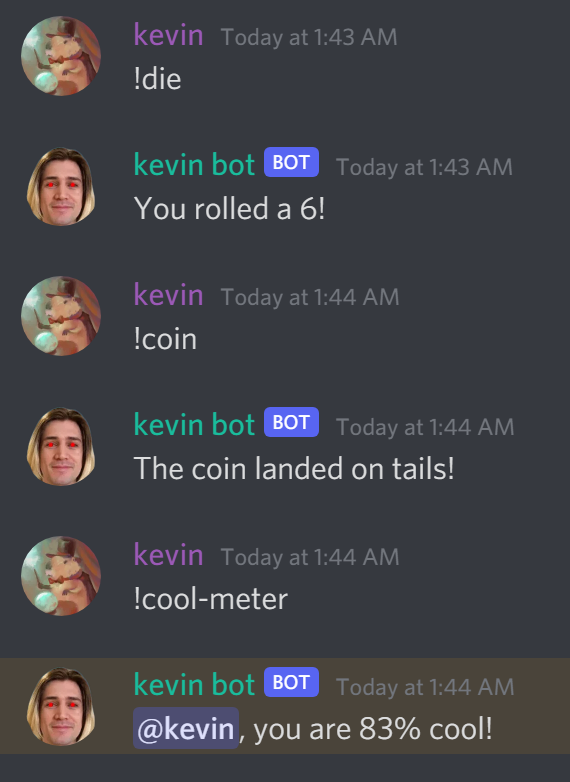 kevin Today at 1:43 AM
!die
kevin bot BOT Today at 1:43 AM
You rolled a 6!
kevin Today at 1:44 AM
!coin
kevin bot BOT Today at 1:44 AM
The coin landed on tails!
kevin Today at 1:44 AM
!cool-meter
kevin bot BOT Today at 1:44 AM
@kevin, you are 83% cool!